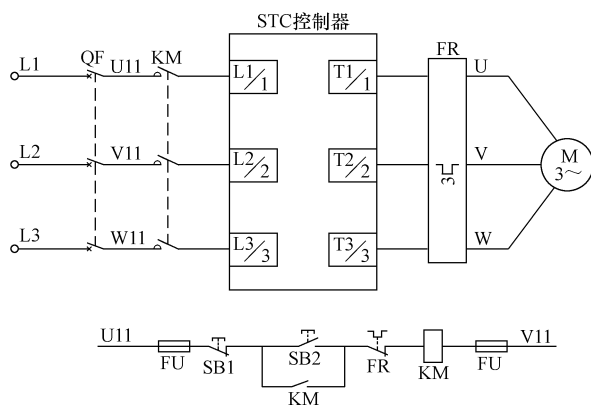 STC控制器
QF U11 KM FR U
L1 L1/1 T1/1
L2 V11 L2/2 T2/2 V M 3～
3
L3 W11 L3/3 T3/3 W
U11 V11
FU SB1 SB2 FR KM FU
KM